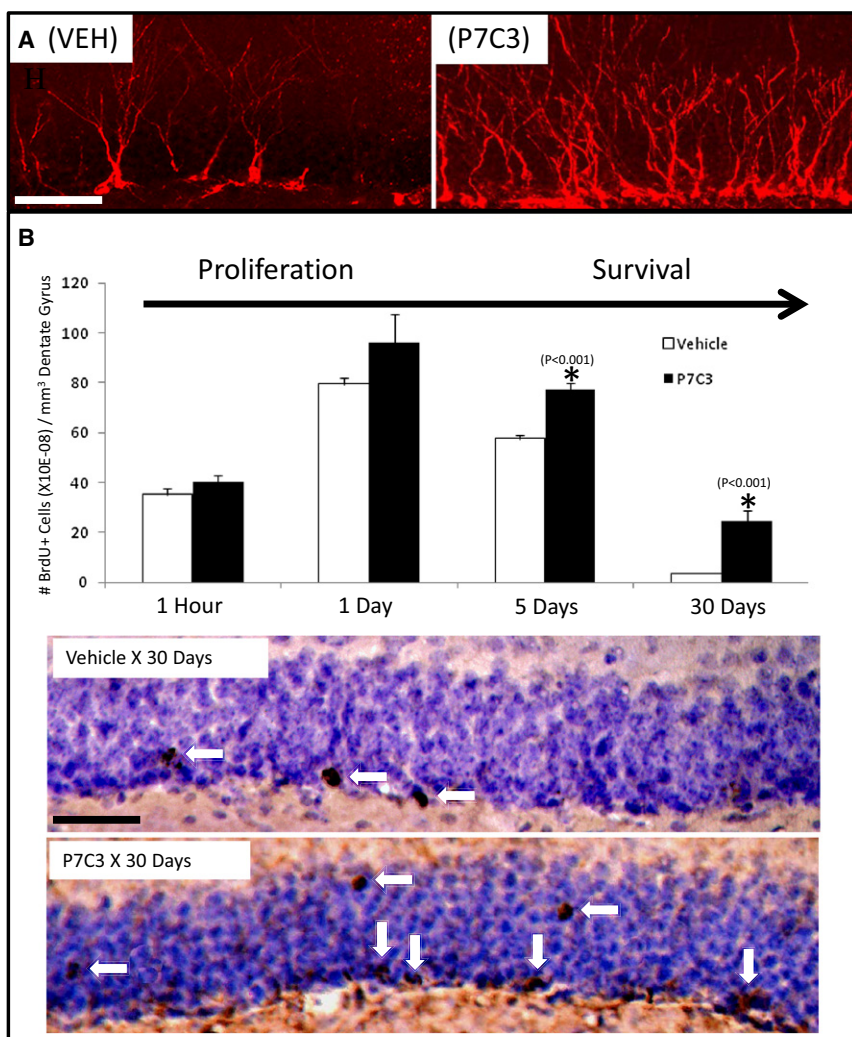 A (VEH)
(P7C3)
H
B
Proliferation
Survival
# BrdU+ Cells (X10E-08) / mm³ Dentate Gyrus
120
100
80
60
40
20
0
Vehicle
P7C3
(P<0.001)
*
(P<0.001)
*
1 Hour
1 Day
5 Days
30 Days
Vehicle X 30 Days
P7C3 X 30 Days